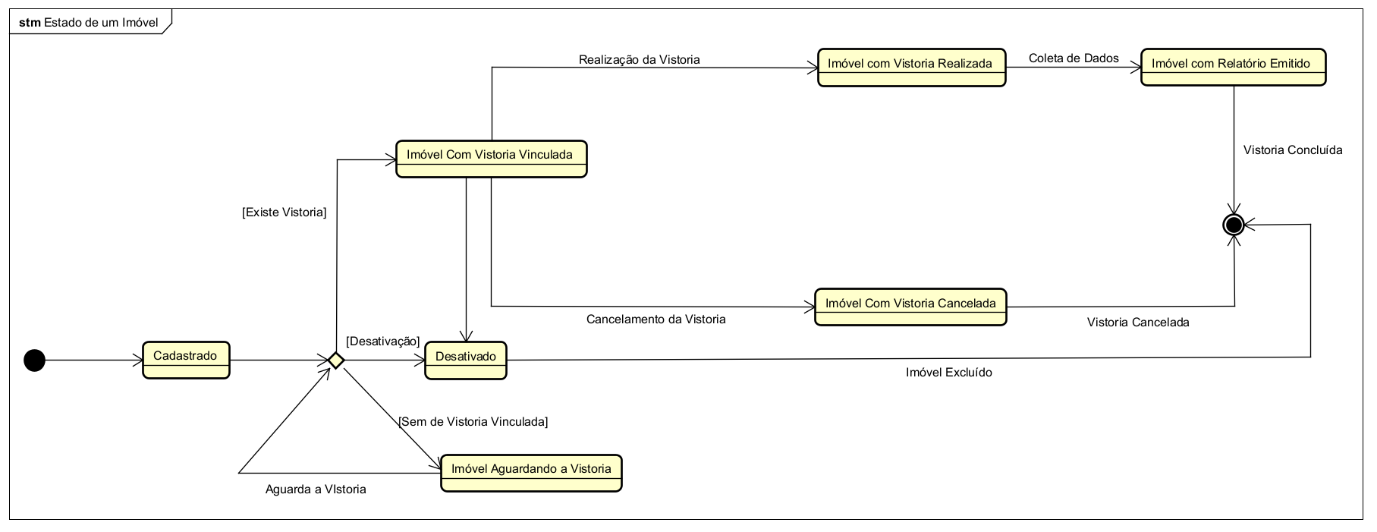 stm Estado de um Imóvel
Realização da Vistoria
Imóvel com Vistoria Realizada
Coleta de Dados
Imóvel com Relatório Emitido
Imóvel Com Vistoria Vinculada
Vistoria Concluída
[Existe Vistoria]
Imóvel Com Vistoria Cancelada
Cancelamento da Vistoria
Vistoria Cancelada
[Desativação]
Cadastrado
Desativado
Imóvel Excluído
[Sem de Vistoria Vinculada]
Imóvel Aguardando a Vistoria
Aguarda a VIstoria